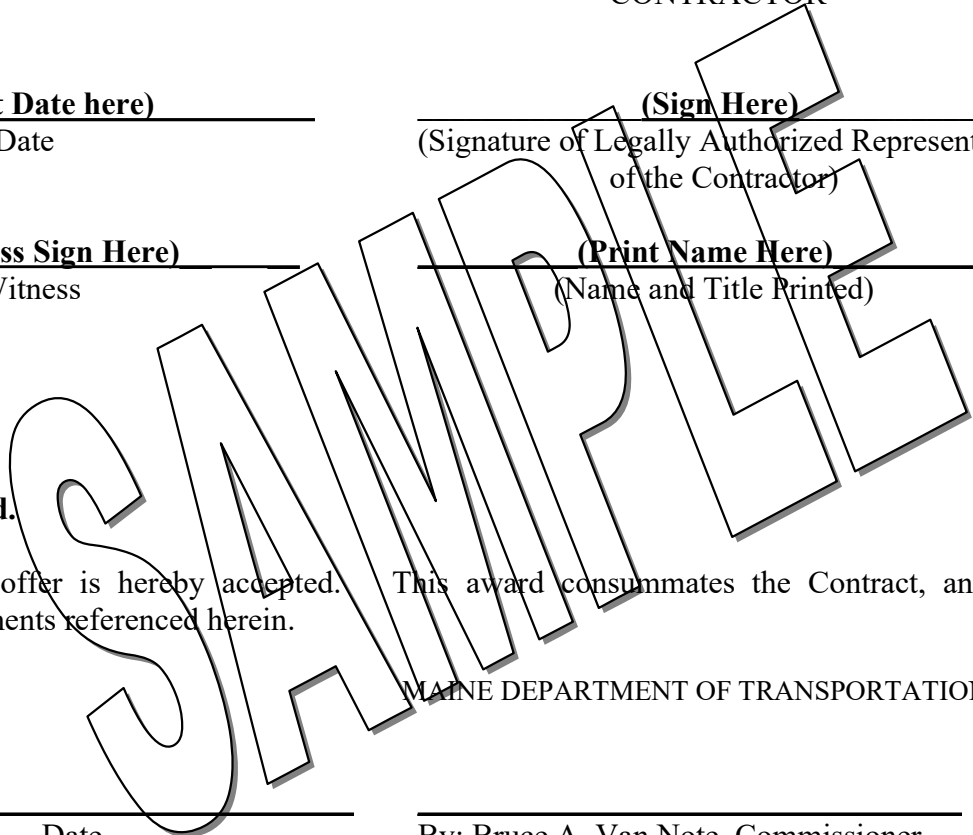 CONTRACTOR
t Date here) (Sign Here)
Date (Signature of Legally Authorized Represent
of the Contractor)
ss Sign Here) (Print Name Here)
Witness (Name and Title Printed)
SAMPLE
d.
offer is hereby accepted. This award consummates the Contract, an
ments referenced herein.
MAINE DEPARTMENT OF TRANSPORTATION
Date By: Bruce A. Van Note, Commissioner